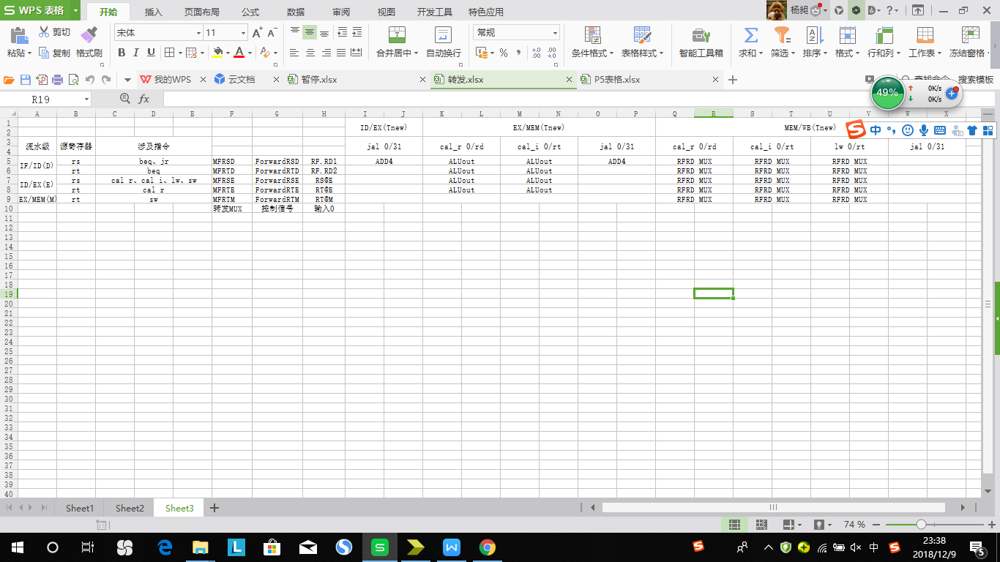 WPS 表格
开始 插入 页面布局 公式 数据 审阅 视图 开发工具 特色应用 杨昶
粘贴 剪切 复制 格式刷
宋体 11
B I U
合并居中 自动换行
常规
条件格式 表格样式 智能工具箱 求和 筛选 排序 格式 行和列 工作表 冻结窗格
我的WPS 云文档 暂停.xlsx 转发.xlsx P5表格.xlsx 查找命令 搜索模板
49% 0K/s
0K/s
R19 fx
A B C D E F G H I J K L M N O P Q R S T U V W X
中
1 ID/EX(Tnew) EX/MEM(Tnew) MEM/WB(Tnew)
2
3 流水级 源寄存器 涉及指令 jal 0/31 cal_r 0/rd cal_i 0/rt jal 0/31 cal_r 0/rd cal_i 0/rt lw 0/rt jal 0/31
4
5 IF/ID(D) rs beq、jr MFRSD ForwardRSD RF.RD1 ADD4 ALUout ALUout ADD4 RFRD MUX RFRD MUX RFRD MUX
6 rt beq MFRTD ForwardRTD RF.RD2 ALUout ALUout RFRD MUX RFRD MUX RFRD MUX
7 ID/EX(E) rs cal r、cal i、lw、sw MFRSE ForwardRSE RS@E ALUout ALUout RFRD MUX RFRD MUX RFRD MUX
8 rt cal r MFRTE ForwardRTE RT@E ALUout ALUout RFRD MUX RFRD MUX RFRD MUX
9 EX/MEM(M) rt sw MFRTM ForwardRTM RT@M RFRD MUX RFRD MUX RFRD MUX
10 转发MUX 控制信号 输入0
11
12
13
14
15
16
17
18
19
20
21
22
23
24
25
26
27
28
29
30
31
32
33
34
35
36
37
38
39
40
Sheet1 Sheet2 Sheet3
74 %
中 23:38
2018/12/9
5